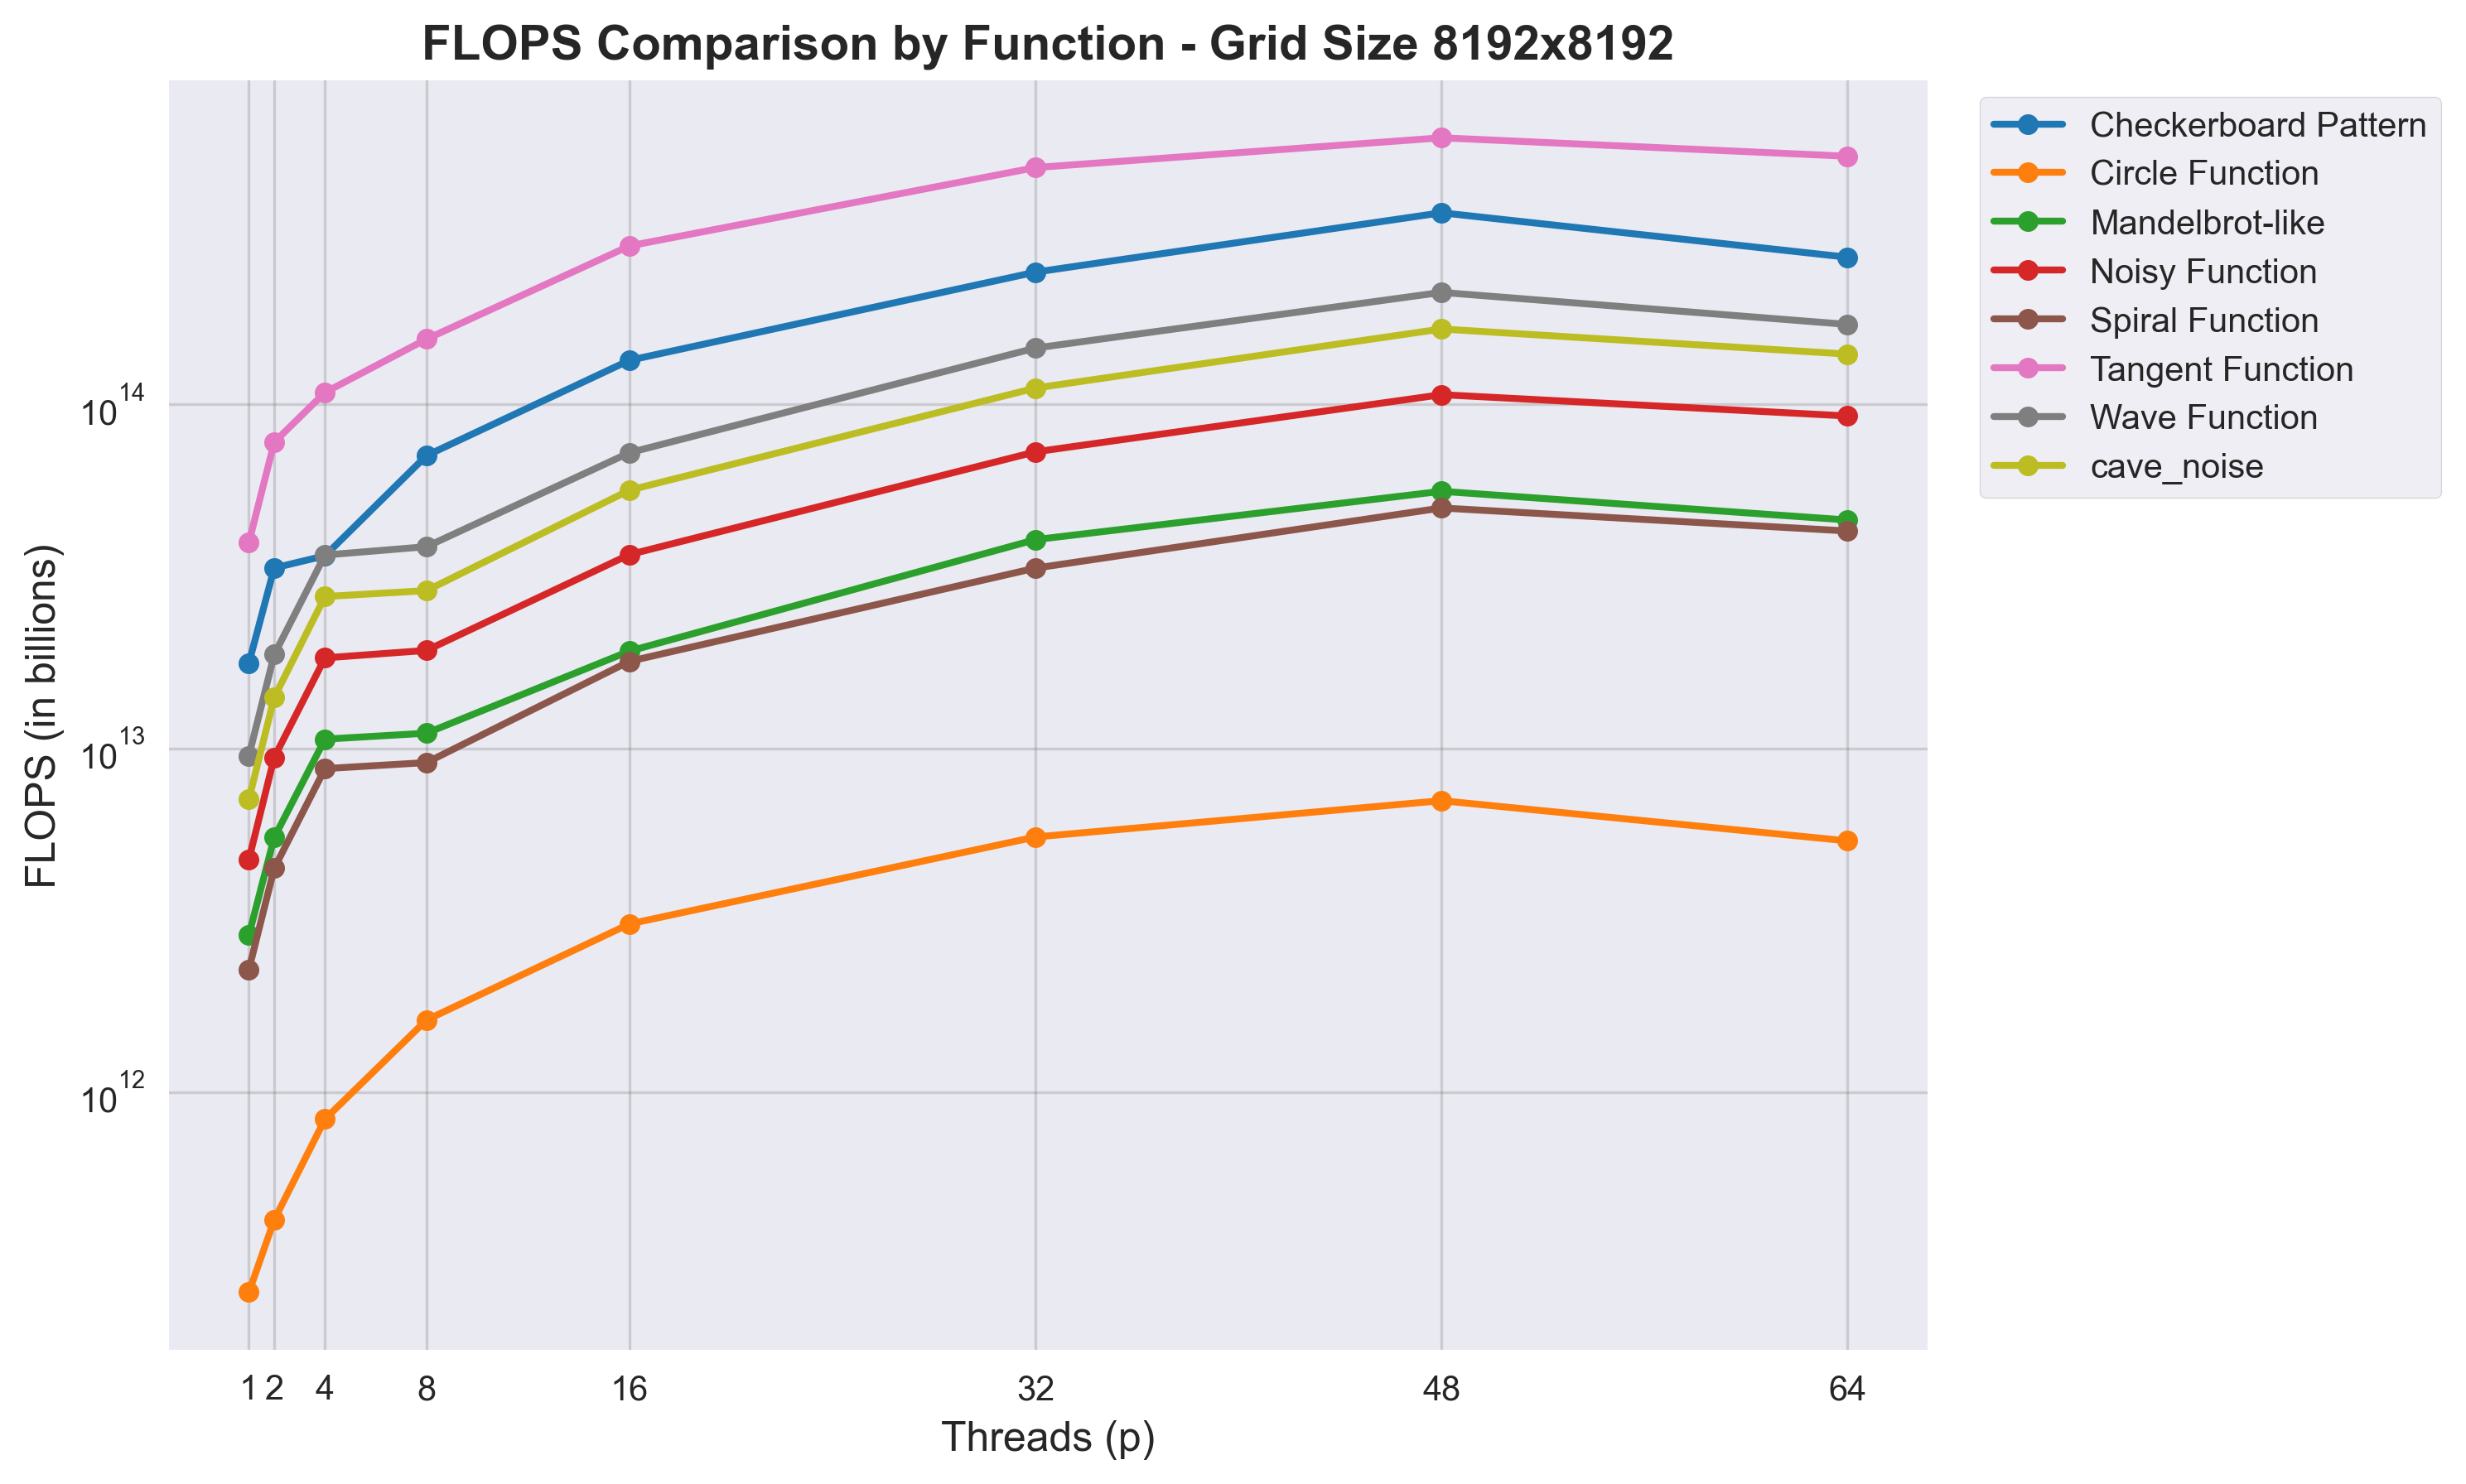 FLOPS Comparison by Function - Grid Size 8192x8192
FLOPS (in billions)
10^14
10^13
10^12
1 2 4 8 16 32 48 64
Threads (p)
Checkerboard Pattern
Circle Function
Mandelbrot-like
Noisy Function
Spiral Function
Tangent Function
Wave Function
cave_noise